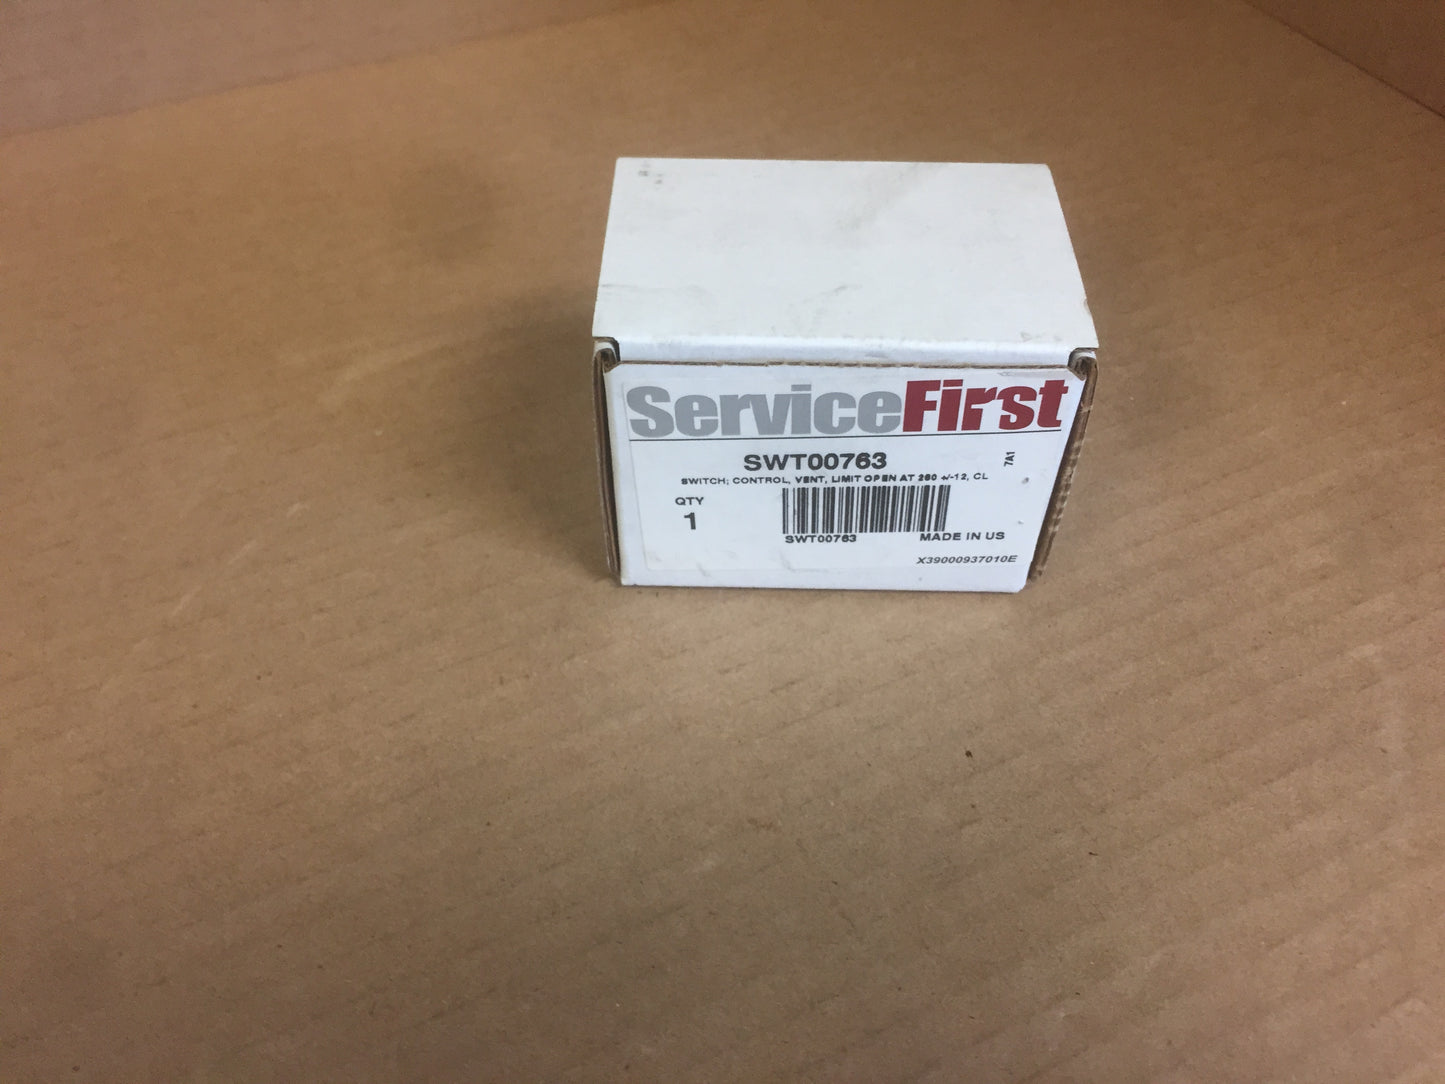 ServiceFirst
SWT00763
7A1
SWITCH; CONTROL, VENT, LIMIT OPEN AT 260 +/-12, CL
QTY
1
SWT00763
MADE IN US
X39000937010E